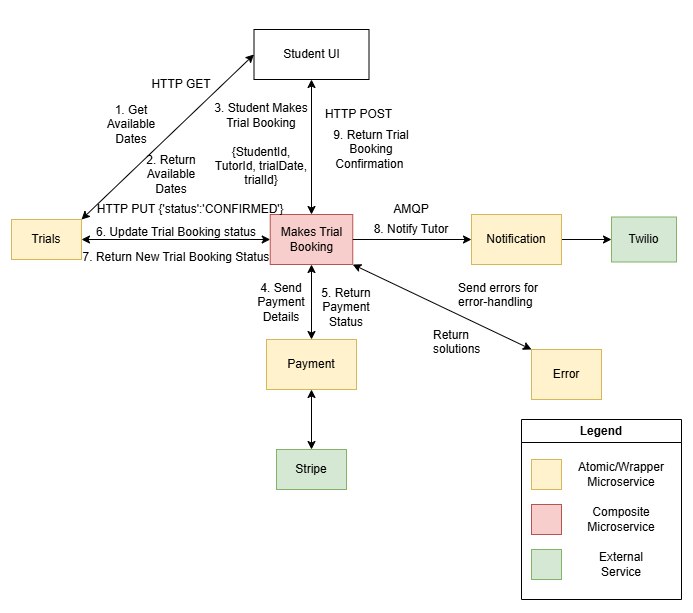 Student UI
HTTP GET
1. Get
Available
Dates
2. Return
Available
Dates
3. Student Makes
Trial Booking
{StudentId,
TutorId, trialDate,
trialId}
HTTP POST
9. Return Trial
Booking
Confirmation
HTTP PUT {'status':'CONFIRMED'}
6. Update Trial Booking status
7. Return New Trial Booking Status
Trials
Makes Trial
Booking
AMQP
8. Notify Tutor
Notification
Twilio
4. Send
Payment
Details
5. Return
Payment
Status
Send errors for
error-handling
Return
solutions
Payment
Error
Stripe
Legend
Atomic/Wrapper
Microservice
Composite
Microservice
External
Service